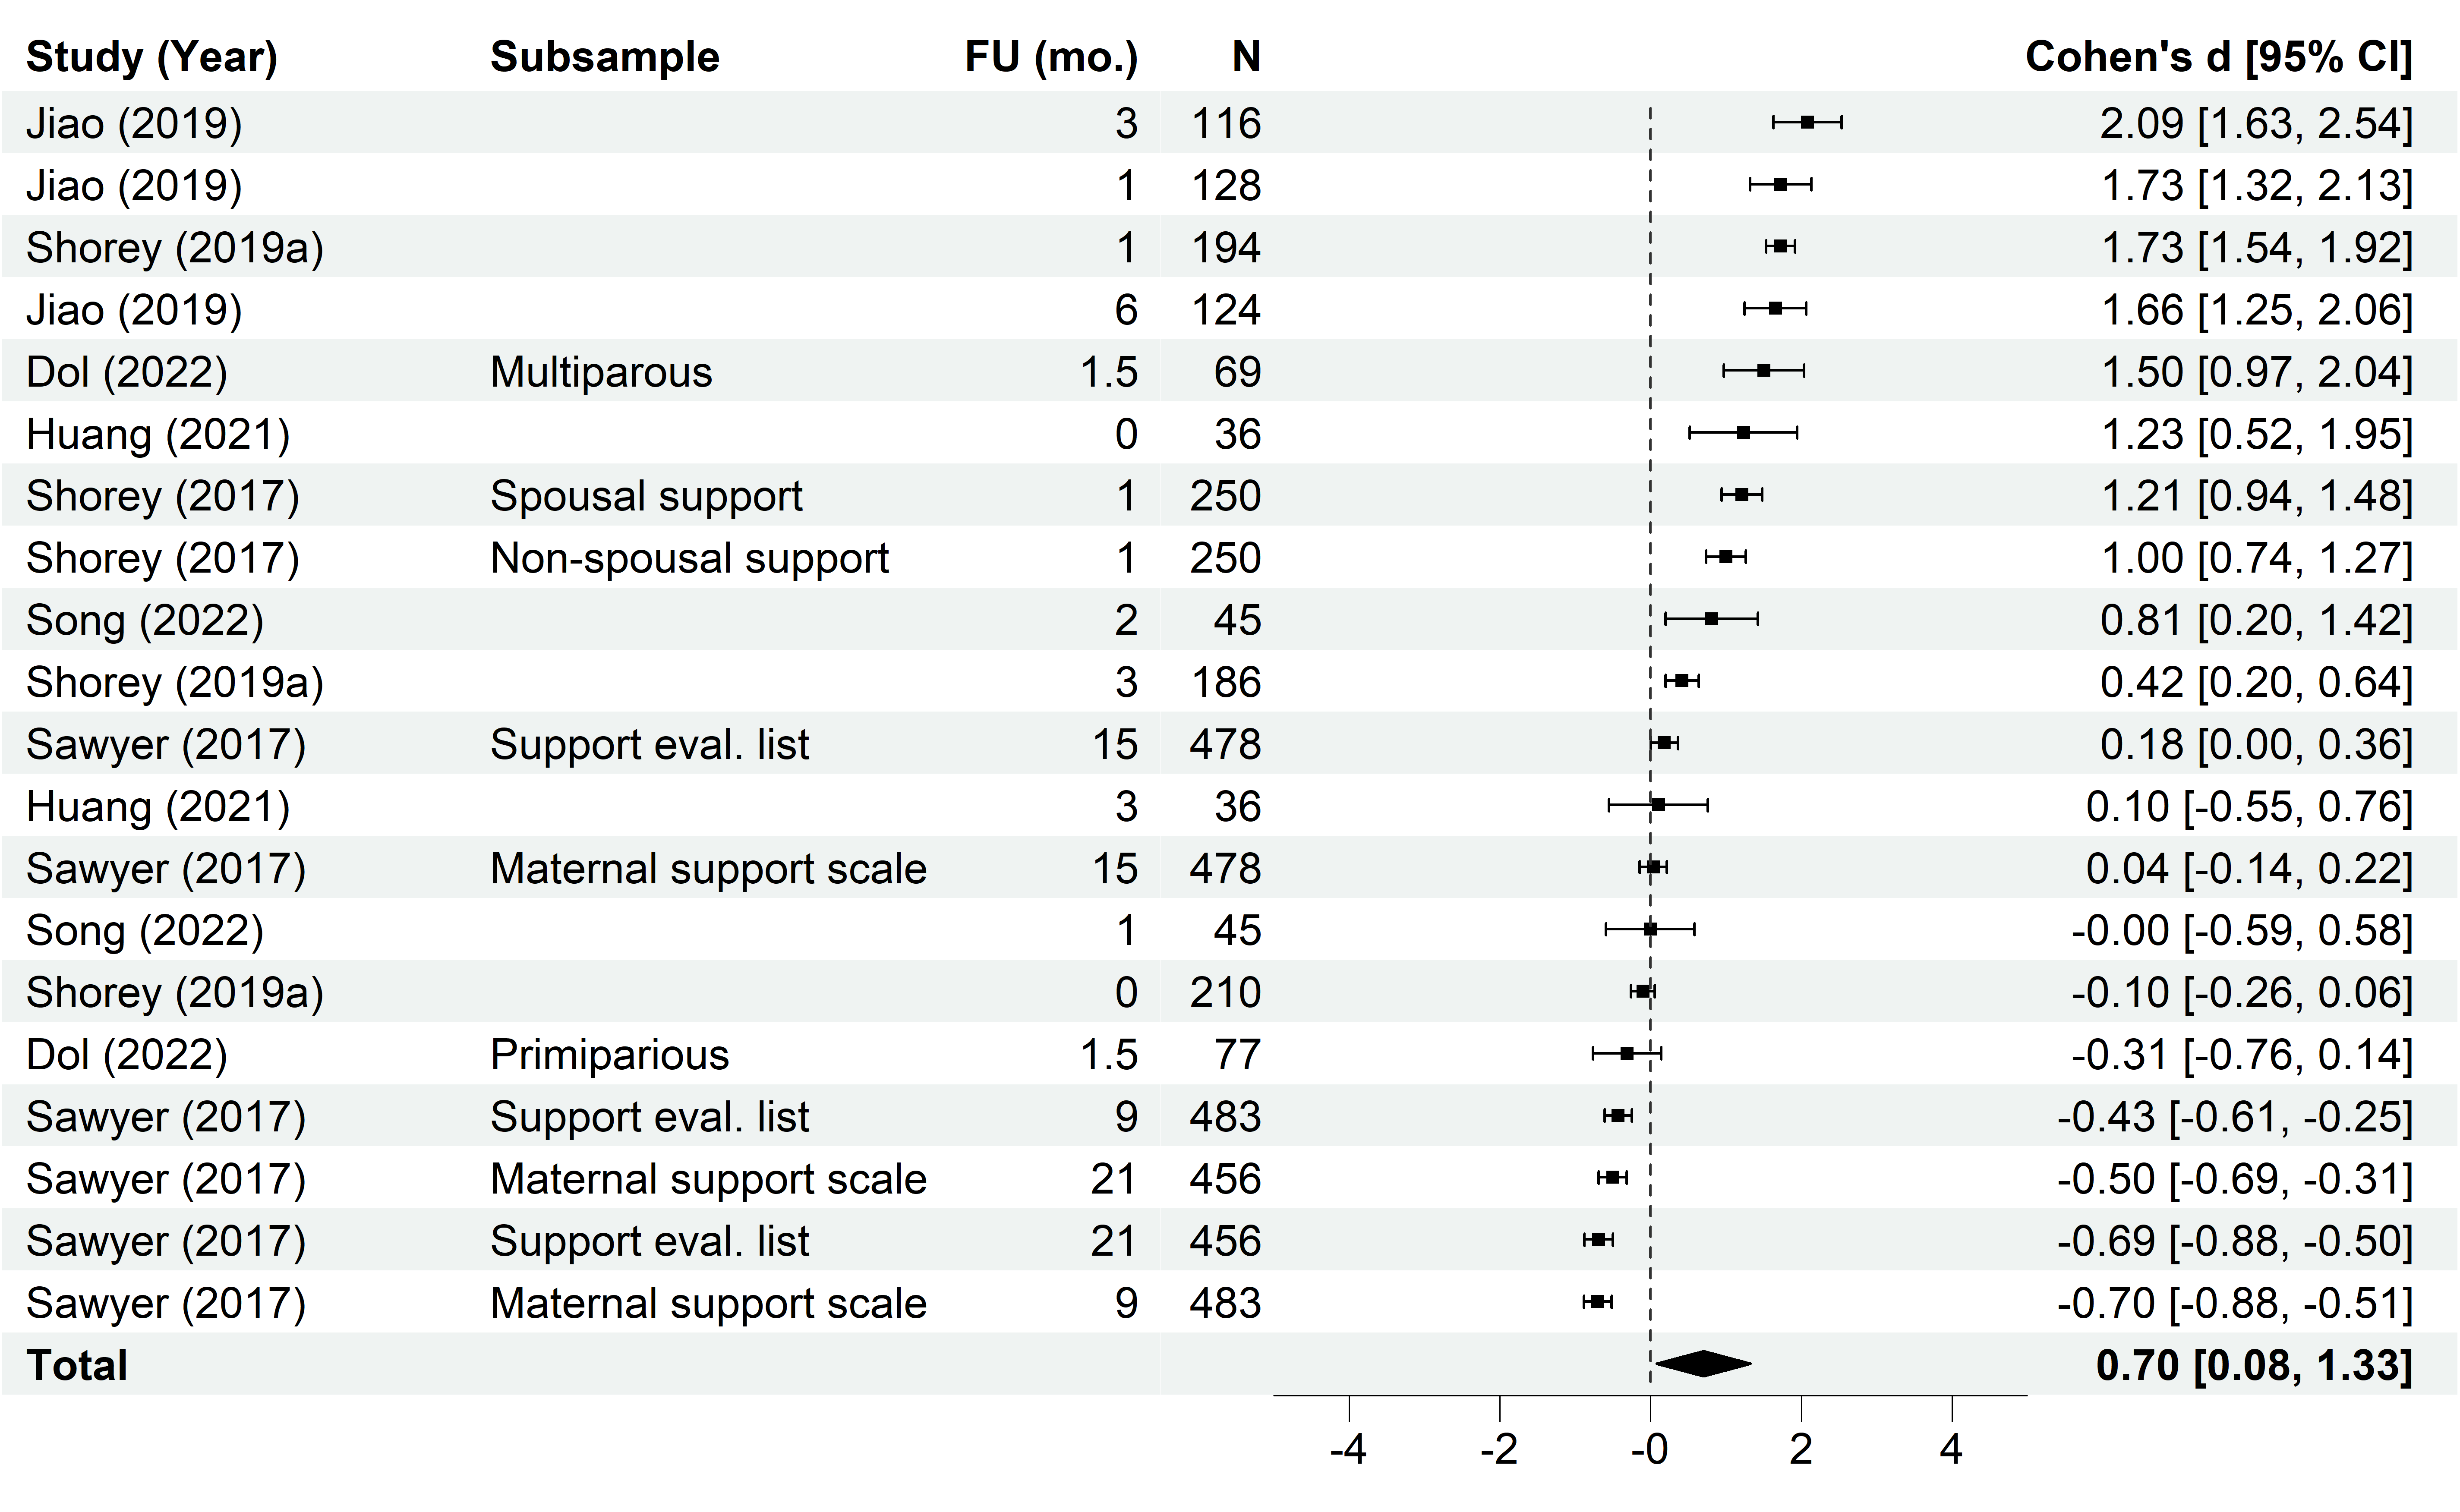 Study (Year) Subsample FU (mo.) N Cohen's d [95% CI]
Jiao (2019) 3 116 2.09 [1.63, 2.54]
Jiao (2019) 1 128 1.73 [1.32, 2.13]
Shorey (2019a) 1 194 1.73 [1.54, 1.92]
Jiao (2019) 6 124 1.66 [1.25, 2.06]
Dol (2022) Multiparous 1.5 69 1.50 [0.97, 2.04]
Huang (2021) 0 36 1.23 [0.52, 1.95]
Shorey (2017) Spousal support 1 250 1.21 [0.94, 1.48]
Shorey (2017) Non-spousal support 1 250 1.00 [0.74, 1.27]
Song (2022) 2 45 0.81 [0.20, 1.42]
Shorey (2019a) 3 186 0.42 [0.20, 0.64]
Sawyer (2017) Support eval. list 15 478 0.18 [0.00, 0.36]
Huang (2021) 3 36 0.10 [-0.55, 0.76]
Sawyer (2017) Maternal support scale 15 478 0.04 [-0.14, 0.22]
Song (2022) 1 45 -0.00 [-0.59, 0.58]
Shorey (2019a) 0 210 -0.10 [-0.26, 0.06]
Dol (2022) Primiparious 1.5 77 -0.31 [-0.76, 0.14]
Sawyer (2017) Support eval. list 9 483 -0.43 [-0.61, -0.25]
Sawyer (2017) Maternal support scale 21 456 -0.50 [-0.69, -0.31]
Sawyer (2017) Support eval. list 21 456 -0.69 [-0.88, -0.50]
Sawyer (2017) Maternal support scale 9 483 -0.70 [-0.88, -0.51]
Total 0.70 [0.08, 1.33]
-4 -2 -0 2 4